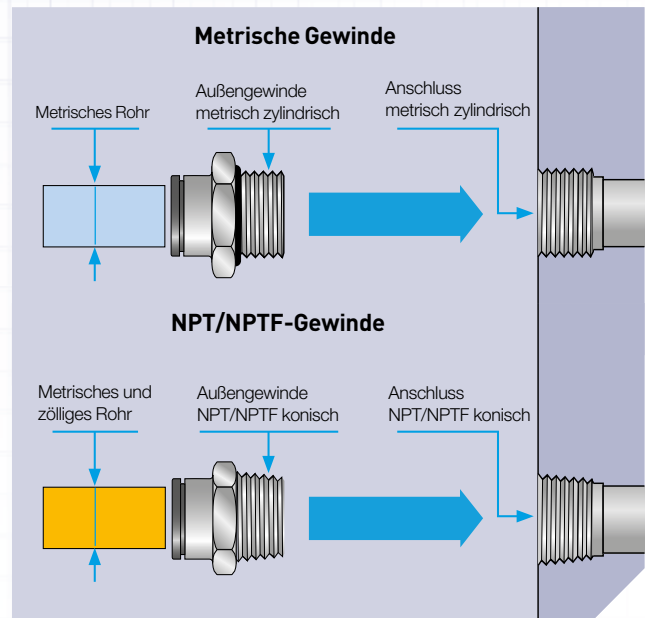 Metrische Gewinde
Metrisches Rohr
Außengewinde
metrisch zylindrisch
Anschluss
metrisch zylindrisch
NPT/NPTF-Gewinde
Metrisches und
zölliges Rohr
Außengewinde
NPT/NPTF konisch
Anschluss
NPT/NPTF konisch